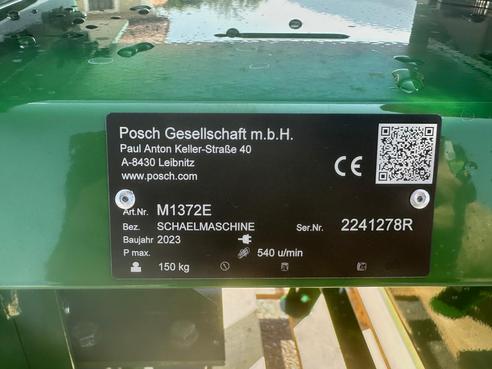 Posch Gesellschaft m.b.H.
Paul Anton Keller-Straße 40
A-8430 Leibnitz
www.posch.com
CE
Art.Nr. M1372E
Bez. SCHAELMASCHINE Ser.Nr. 2241278R
Baujahr 2023
P max. 540 u/min
150 kg